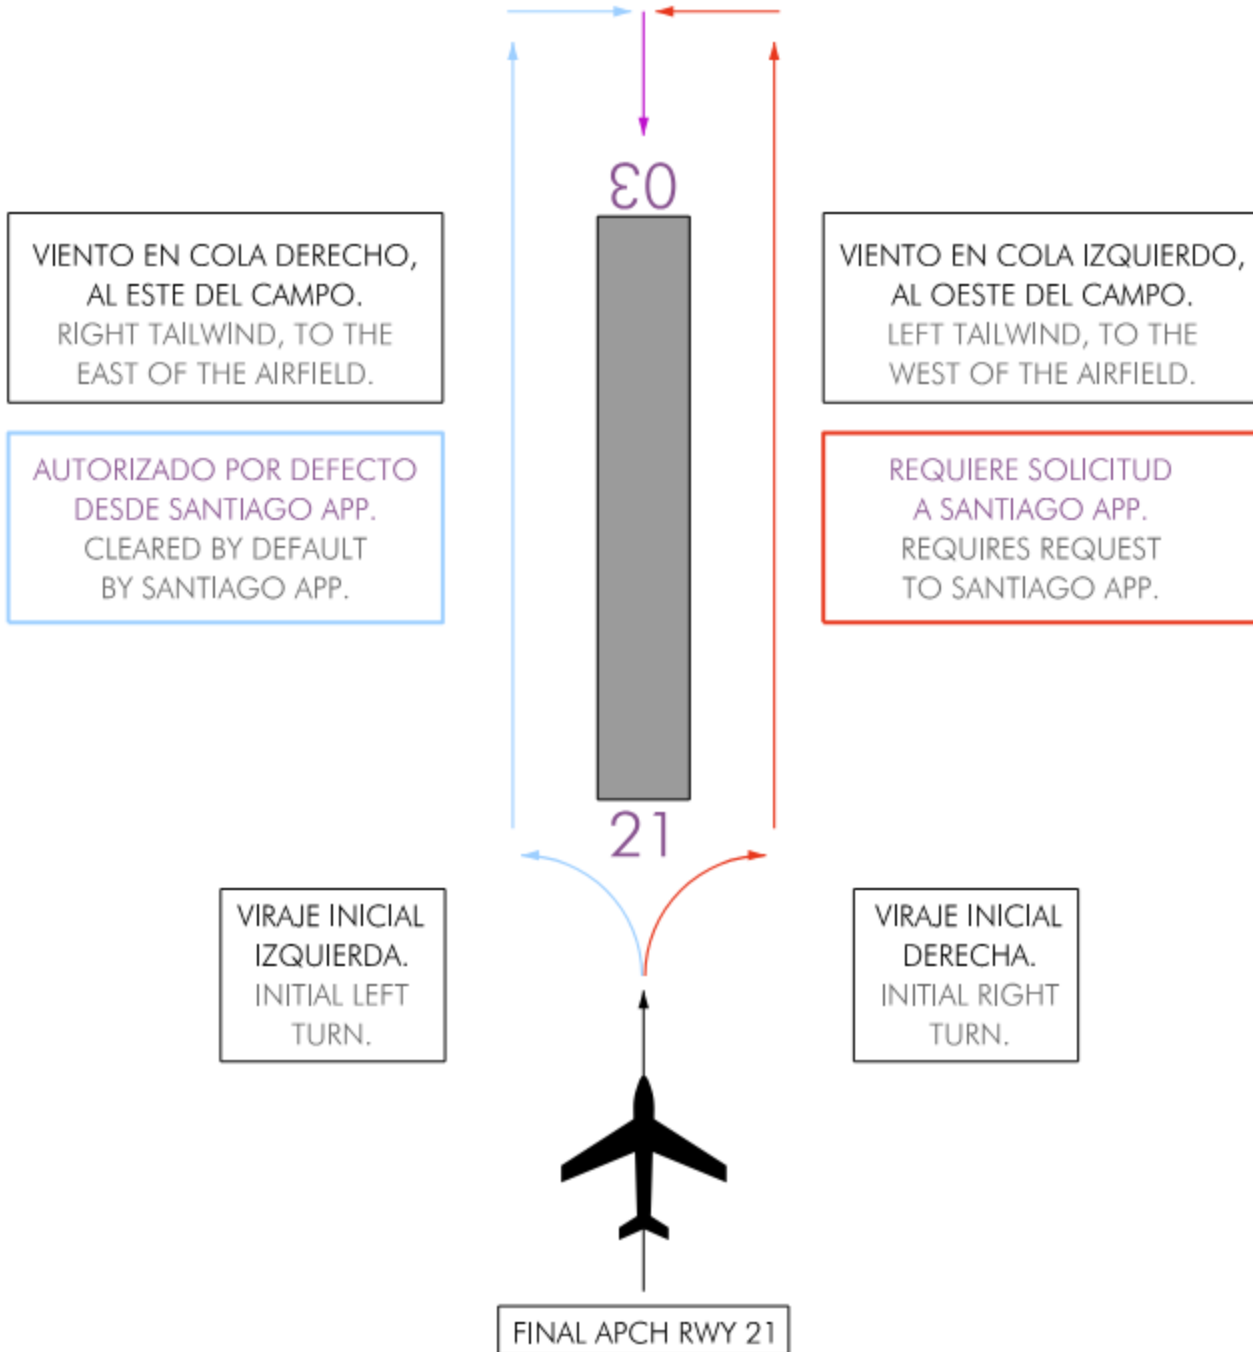 03
VIENTO EN COLA DERECHO,
AL ESTE DEL CAMPO.
RIGHT TAILWIND, TO THE
EAST OF THE AIRFIELD.
VIENTO EN COLA IZQUIERDO,
AL OESTE DEL CAMPO.
LEFT TAILWIND, TO THE
WEST OF THE AIRFIELD.
AUTORIZADO POR DEFECTO
DESDE SANTIAGO APP.
CLEARED BY DEFAULT
BY SANTIAGO APP.
REQUIERE SOLICITUD
A SANTIAGO APP.
REQUIRES REQUEST
TO SANTIAGO APP.
21
VIRAJE INICIAL
IZQUIERDA.
INITIAL LEFT
TURN.
VIRAJE INICIAL
DERECHA.
INITIAL RIGHT
TURN.
FINAL APCH RWY 21